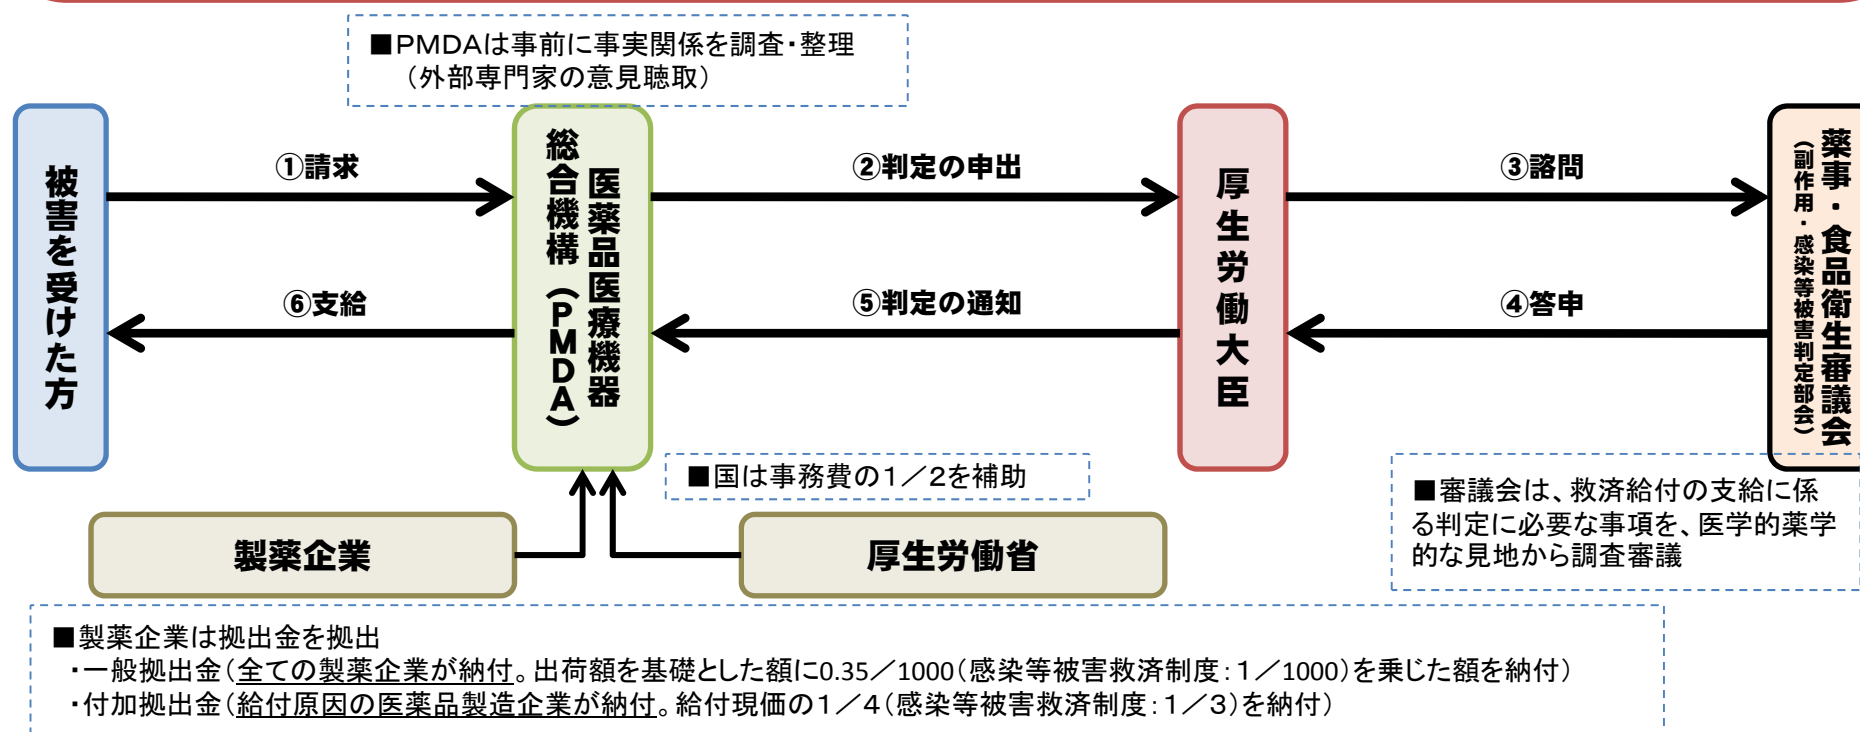 ■PMDAは事前に事実関係を調査・整理
（外部専門家の意見聴取）
被害を受けた方
①請求
⑥支給
医薬品医療機器
総合機構（PMDA）
②判定の申出
⑤判定の通知
厚生労働大臣
③諮問
④答申
薬事・食品衛生審議会
（副作用・感染等被害判定部会）
■国は事務費の1／2を補助
■審議会は、救済給付の支給に係
る判定に必要な事項を、医学的薬学
的な見地から調査審議
製薬企業
厚生労働省
■製薬企業は拠出金を拠出
・一般拠出金（全ての製薬企業が納付。出荷額を基礎とした額に0.35／1000（感染等被害救済制度：1／1000）を乗じた額を納付）
・付加拠出金（給付原因の医薬品製造企業が納付。給付現価の1／4（感染等被害救済制度：1／3）を納付）